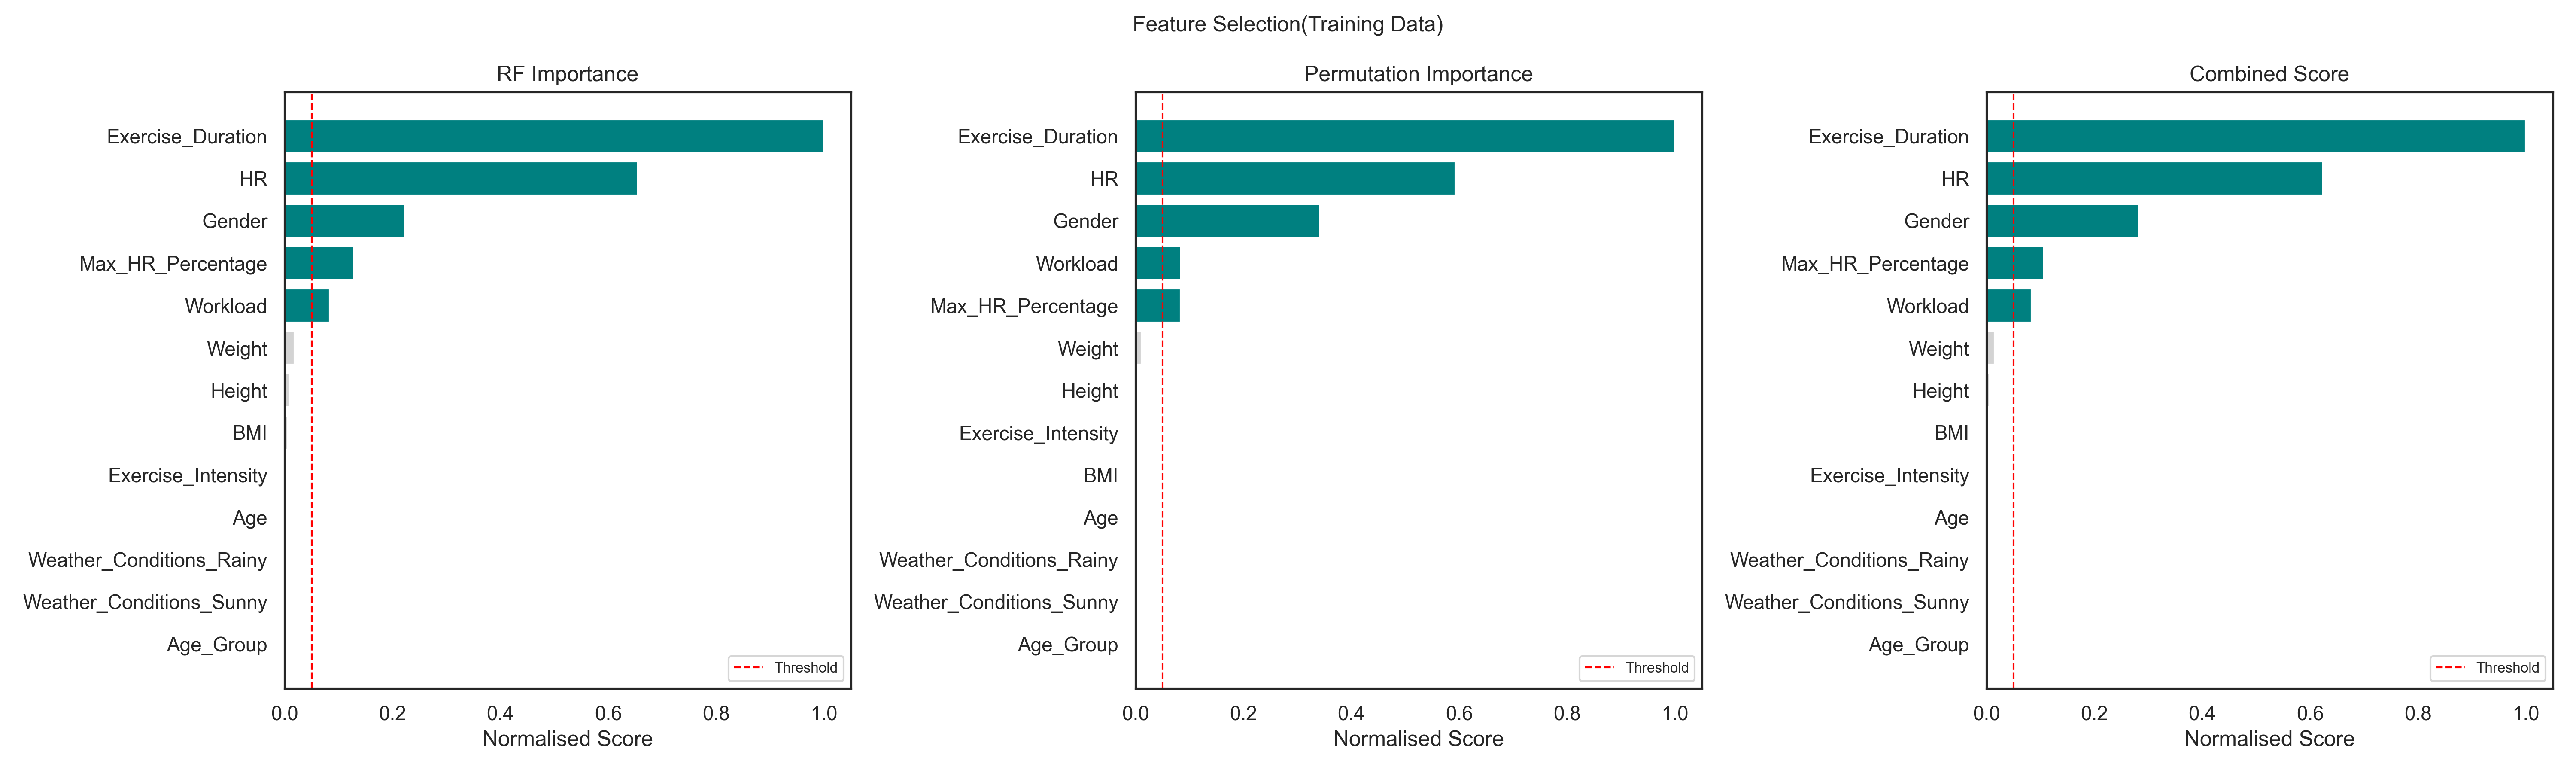 Feature Selection(Training Data)
RF Importance
Exercise_Duration
HR
Gender
Max_HR_Percentage
Workload
Weight
Height
BMI
Exercise_Intensity
Age
Weather_Conditions_Rainy
Weather_Conditions_Sunny
Age_Group
Threshold
0.0 0.2 0.4 0.6 0.8 1.0
Normalised Score
Permutation Importance
Exercise_Duration
HR
Gender
Workload
Max_HR_Percentage
Weight
Height
Exercise_Intensity
BMI
Age
Weather_Conditions_Rainy
Weather_Conditions_Sunny
Age_Group
Threshold
0.0 0.2 0.4 0.6 0.8 1.0
Normalised Score
Combined Score
Exercise_Duration
HR
Gender
Max_HR_Percentage
Workload
Weight
Height
BMI
Exercise_Intensity
Age
Weather_Conditions_Rainy
Weather_Conditions_Sunny
Age_Group
Threshold
0.0 0.2 0.4 0.6 0.8 1.0
Normalised Score